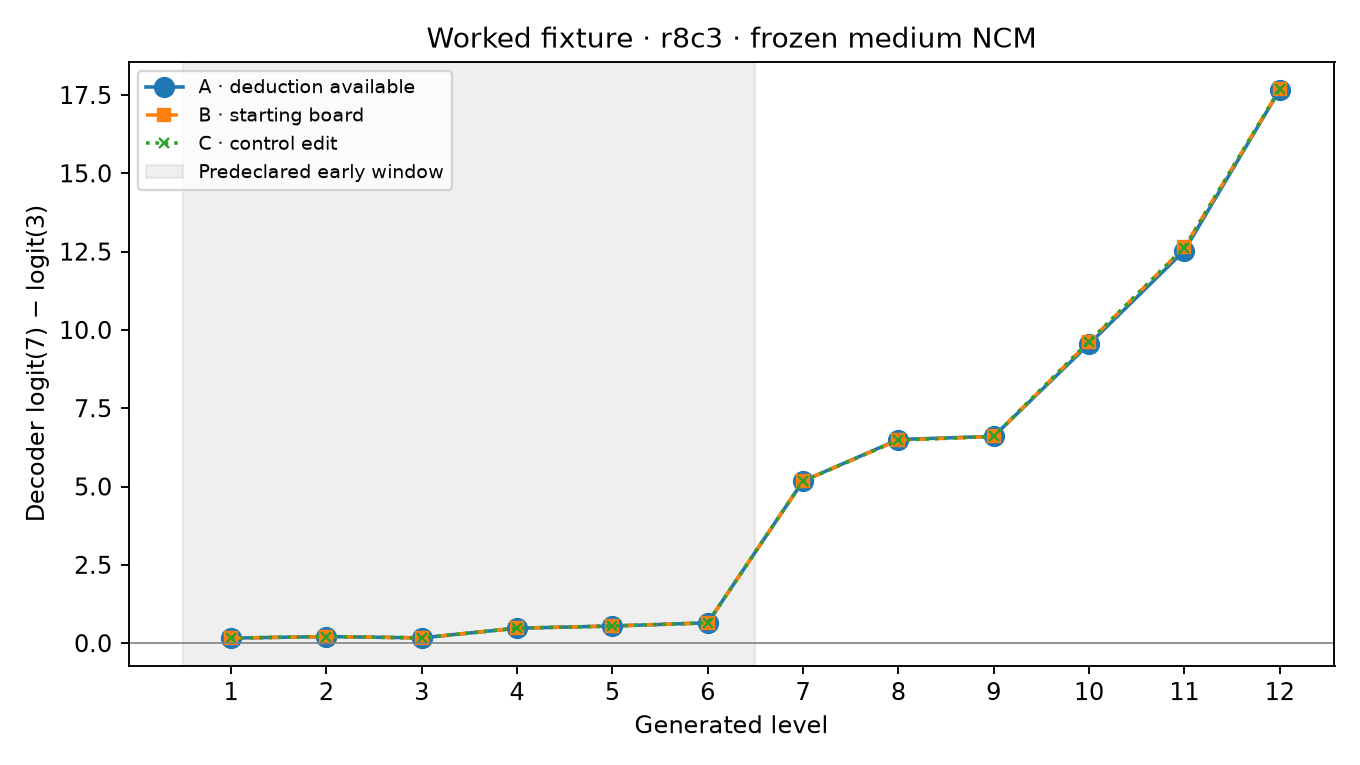 Worked fixture · r8c3 · frozen medium NCM
A · deduction available
B · starting board
C · control edit
Predeclared early window
Decoder logit(7) − logit(3)
17.5
15.0
12.5
10.0
7.5
5.0
2.5
0.0
1 2 3 4 5 6 7 8 9 10 11 12
Generated level